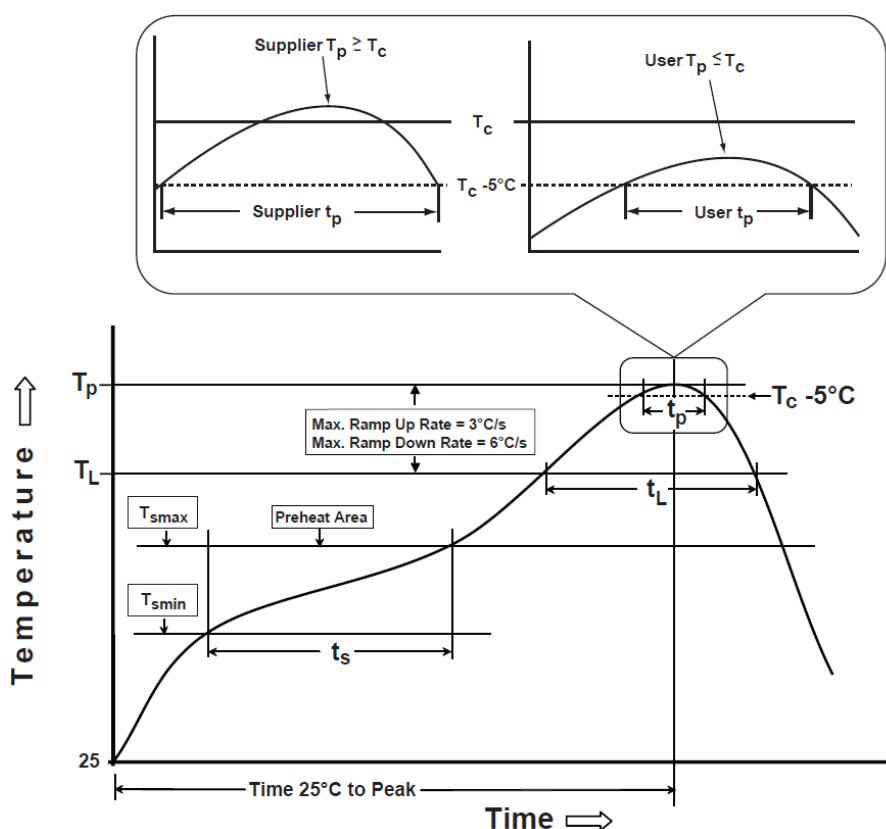 Supplier Tp ≥ Tc
User Tp ≤ Tc
Tc
Tc -5°C
Supplier tp
User tp
Tp
Tc -5°C
tp
Max. Ramp Up Rate = 3°C/s
Max. Ramp Down Rate = 6°C/s
TL
tL
Tsmax
Preheat Area
Tsmin
ts
Temperature
25
Time 25°C to Peak
Time